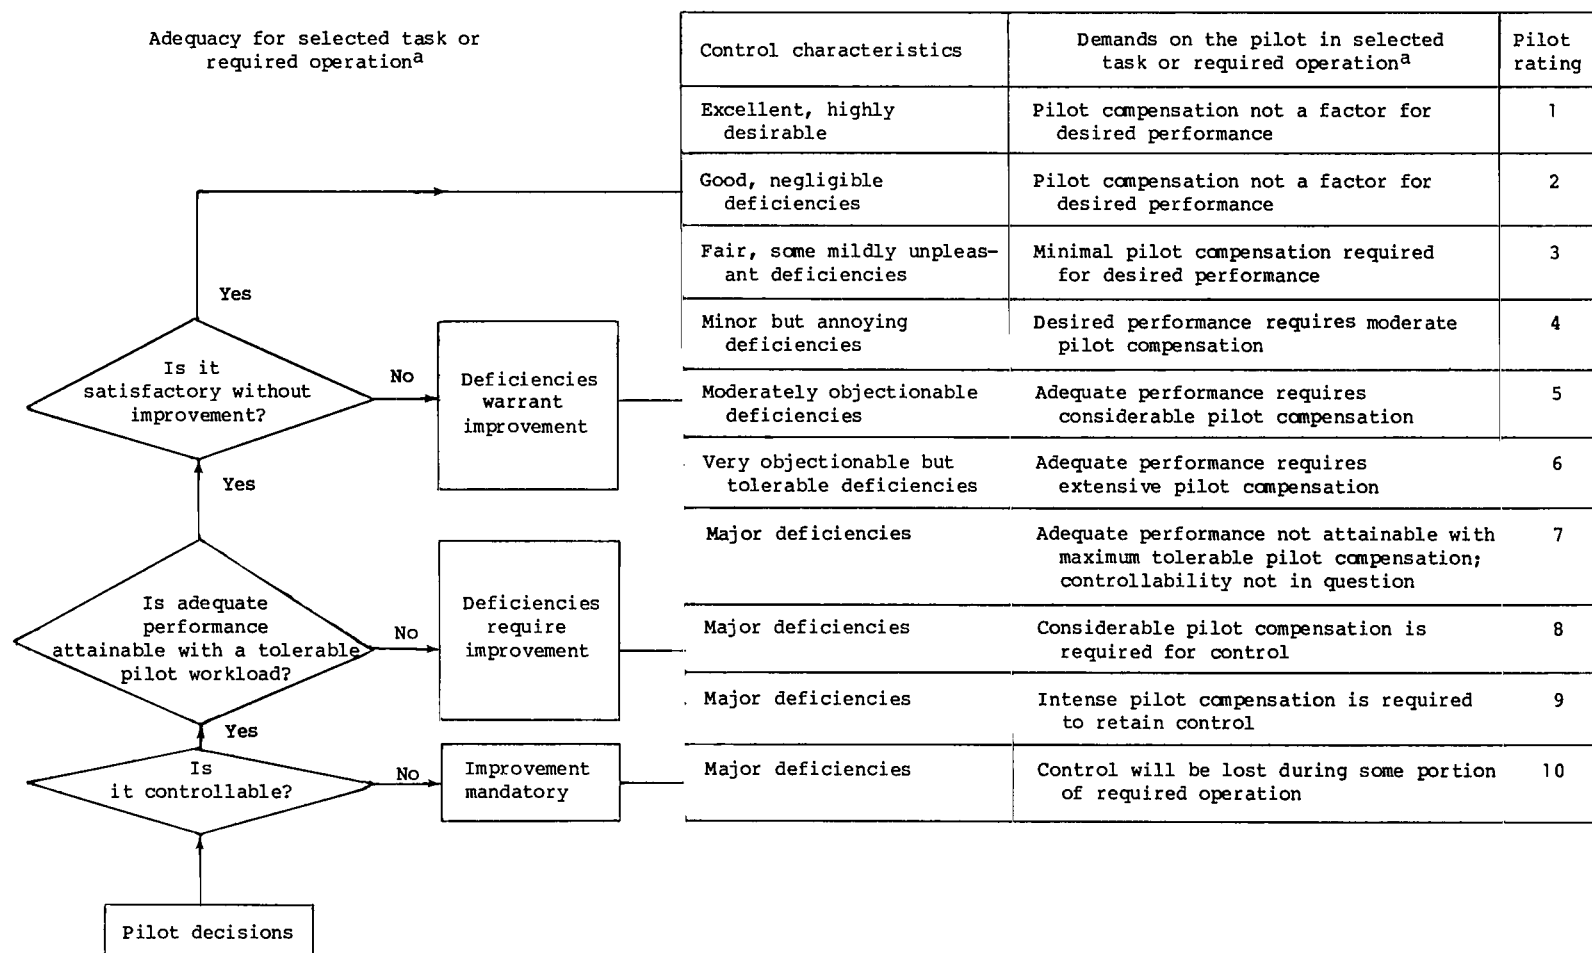 Adequacy for selected task or
required operationa
Control characteristics
Demands on the pilot in selected
task or required operationa
Pilot
rating
Excellent, highly
desirable
Pilot compensation not a factor for
desired performance
1
Good, negligible
deficiencies
Pilot compensation not a factor for
desired performance
2
Fair, some mildly unpleas-
ant deficiencies
Minimal pilot compensation required
for desired performance
3
Minor but annoying
deficiencies
Desired performance requires moderate
pilot compensation
4
Moderately objectionable
deficiencies
Adequate performance requires
considerable pilot compensation
5
Very objectionable but
tolerable deficiencies
Adequate performance requires
extensive pilot compensation
6
Major deficiencies
Adequate performance not attainable with
maximum tolerable pilot compensation;
controllability not in question
7
Major deficiencies
Considerable pilot compensation is
required for control
8
Major deficiencies
Intense pilot compensation is required
to retain control
9
Major deficiencies
Control will be lost during some portion
of required operation
10
Yes
Is it
satisfactory without
improvement?
No
Deficiencies
warrant
improvement
Yes
Is adequate
performance
attainable with a tolerable
pilot workload?
No
Deficiencies
require
improvement
Yes
Is
it controllable?
No
Improvement
mandatory
Pilot decisions